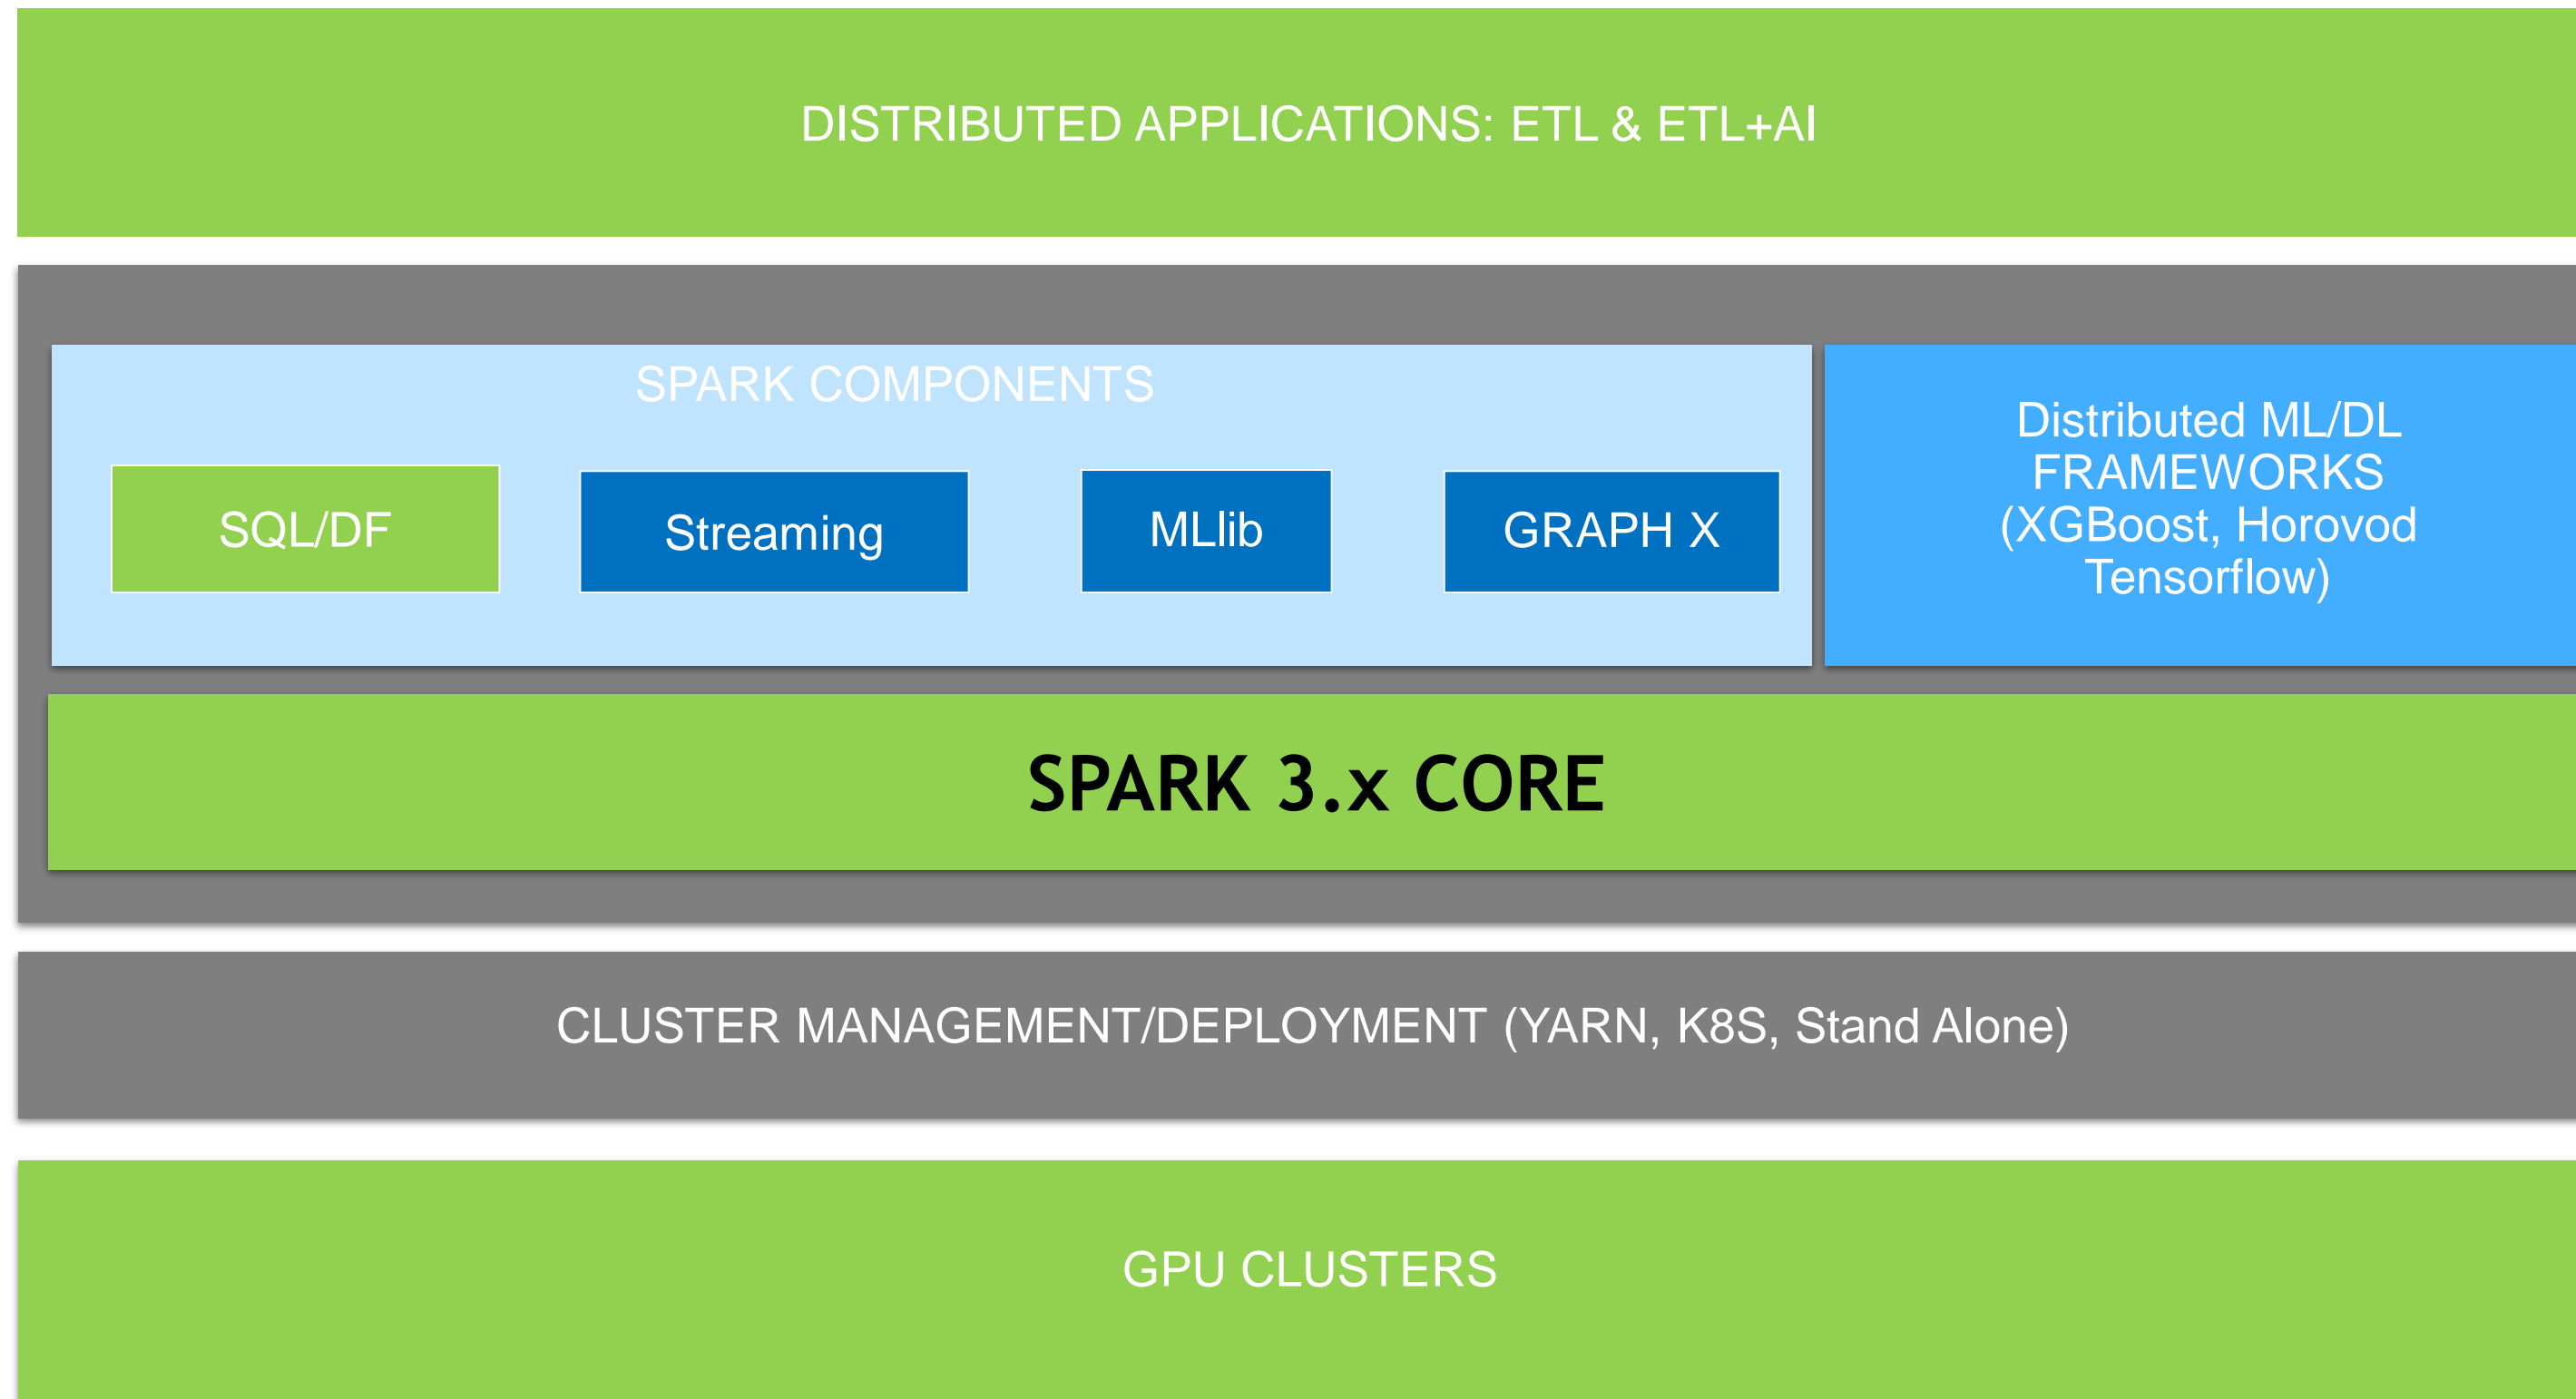 DISTRIBUTED APPLICATIONS: ETL & ETL+AI
SPARK COMPONENTS
SQL/DF
Streaming
MLlib
GRAPH X
Distributed ML/DL
FRAMEWORKS
(XGBoost, Horovod
Tensorflow)
SPARK 3.x CORE
CLUSTER MANAGEMENT/DEPLOYMENT (YARN, K8S, Stand Alone)
GPU CLUSTERS